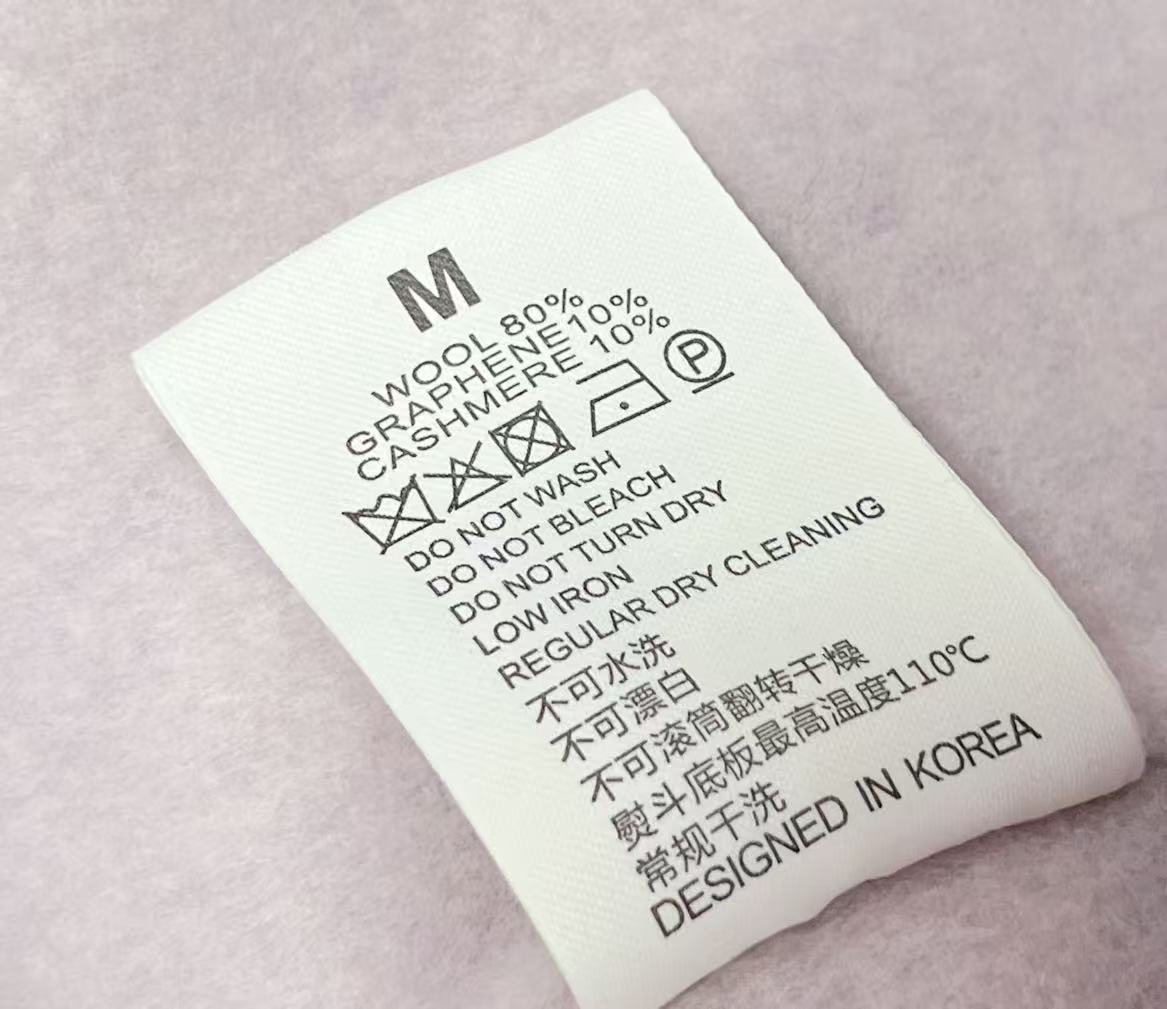 M
WOOL 80%
GRAPHENE 10%
CASHMERE 10%
P
DO NOT WASH
DO NOT BLEACH
DO NOT TURN DRY
LOW IRON
REGULAR DRY CLEANING
不可水洗
不可漂白
不可滚筒翻转干燥
熨斗底板最高温度110℃
常规干洗
DESIGNED IN KOREA